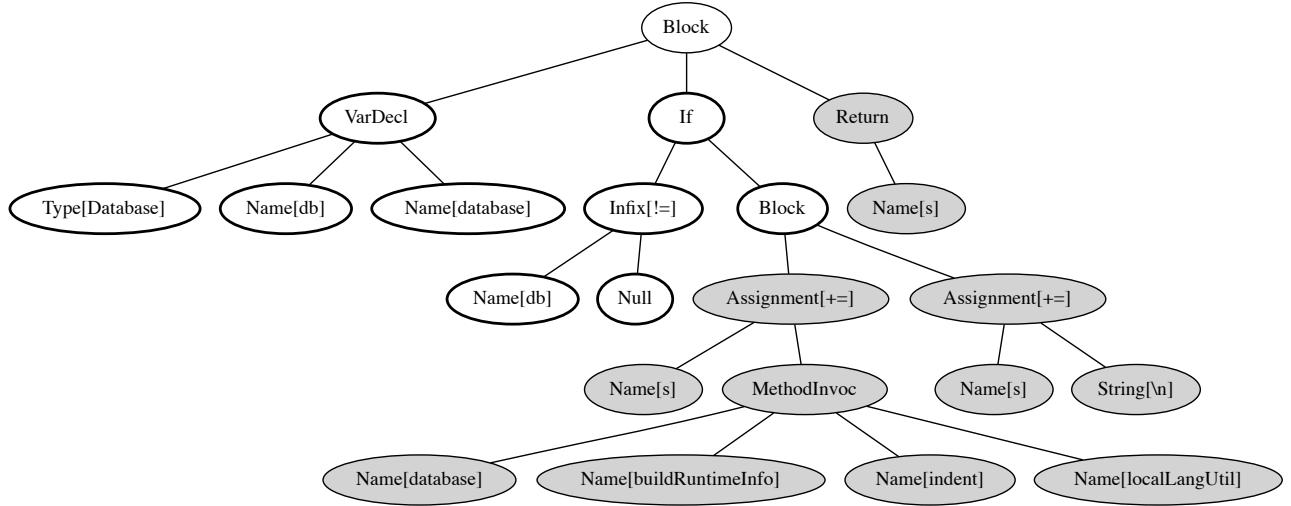 Block
VarDecl
If
Return
Type[Database]
Name[db]
Name[database]
Infix[!=]
Block
Name[s]
Name[db]
Null
Assignment[+=]
Assignment[+=]
Name[s]
MethodInvoc
Name[s]
String[\n]
Name[database]
Name[buildRuntimeInfo]
Name[indent]
Name[localLangUtil]